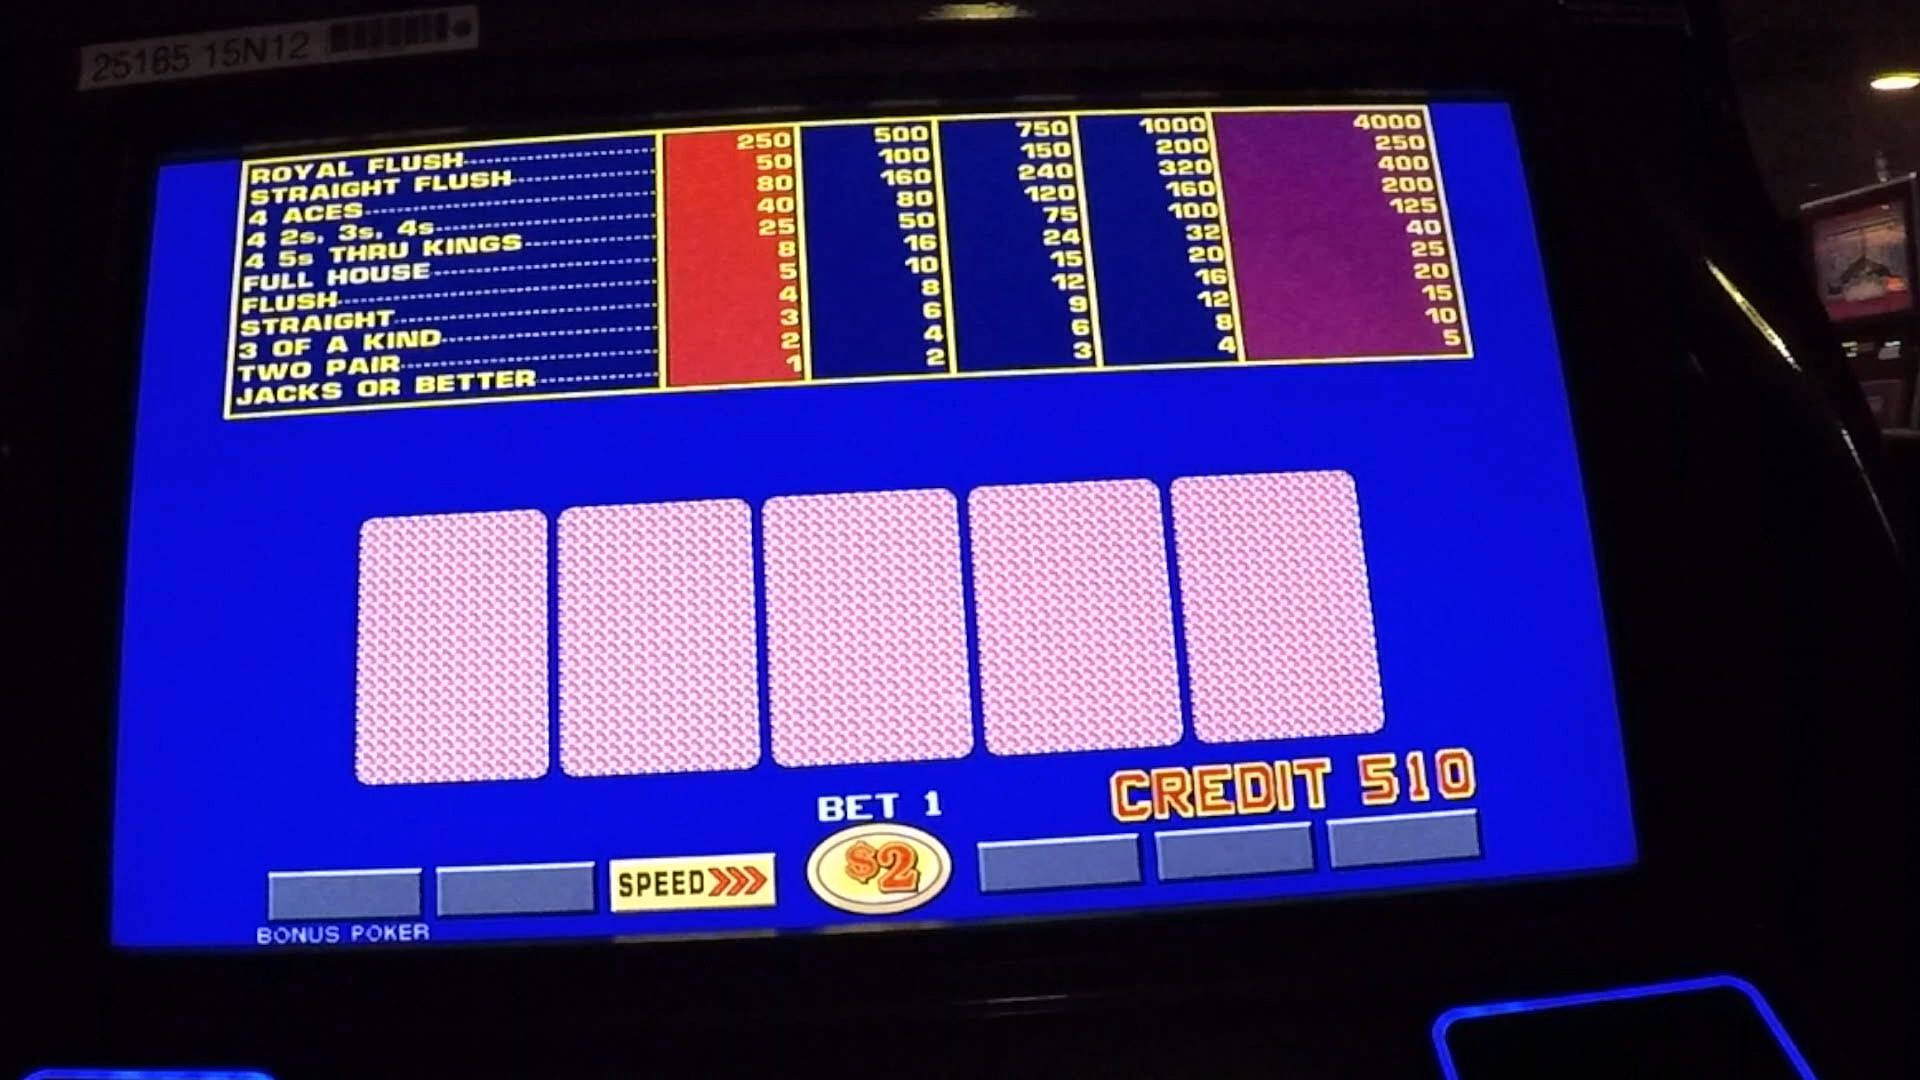 25165 15N12
ROYAL FLUSH 250 500 750 1000 4000
STRAIGHT FLUSH 50 100 150 200 250
4 ACES 80 160 240 320 400
4 2s, 3s, 4s 40 80 120 160 200
4 5s THRU KINGS 25 50 75 100 125
FULL HOUSE 8 16 24 32 40
FLUSH 5 10 15 20 25
STRAIGHT 4 8 12 16 20
3 OF A KIND 3 6 9 12 15
TWO PAIR 2 4 6 8 10
JACKS OR BETTER 1 2 3 4 5
BET 1
CREDIT 510
SPEED
$2
BONUS POKER